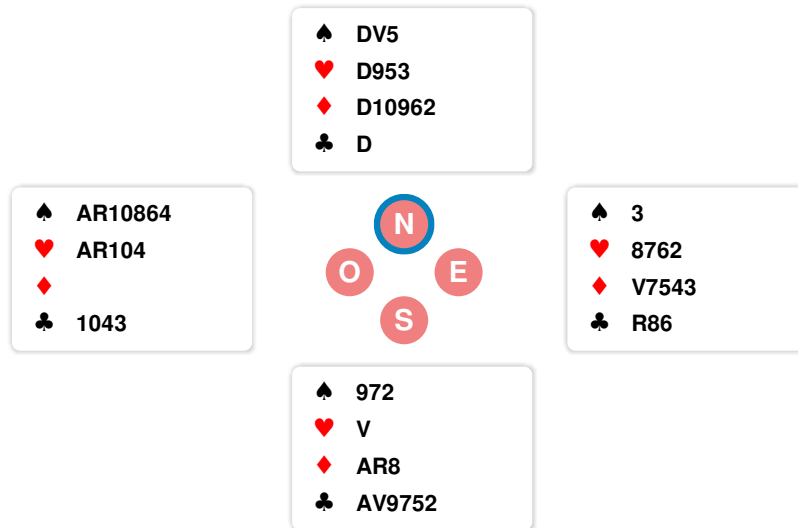 ♠ DV5
♥ D953
♦ D10962
♣ D
♠ AR10864
♥ AR104
♦
♣ 1043
N
O
E
S
♠ 3
♥ 8762
♦ V7543
♣ R86
♠ 972
♥ V
♦ AR8
♣ AV9752